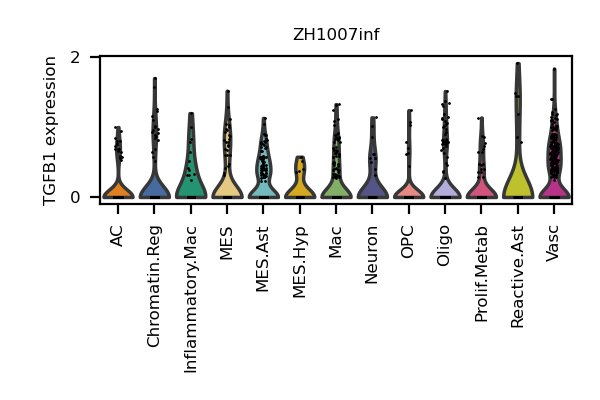 ZH1007inf
TGFB1 expression
2
0
AC
Chromatin.Reg
Inflammatory.Mac
MES
MES.Ast
MES.Hyp
Mac
Neuron
OPC
Oligo
Prolif.Metab
Reactive.Ast
Vasc